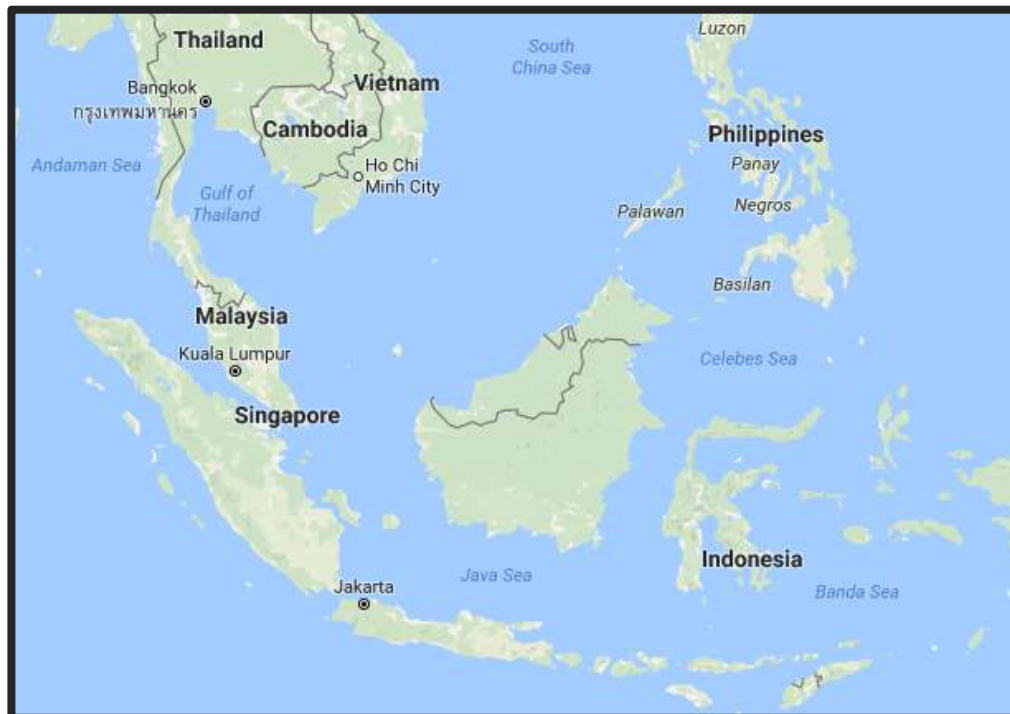 Luzon
Thailand
South
China Sea
Vietnam
Bangkok
กรุงเทพมหานคร
Cambodia
Philippines
Andaman Sea
Ho Chi
Minh City
Panay
Gulf of
Thailand
Palawan
Negros
Basilan
Malaysia
Kuala Lumpur
Celebes Sea
Singapore
Indonesia
Java Sea
Jakarta
Banda Sea